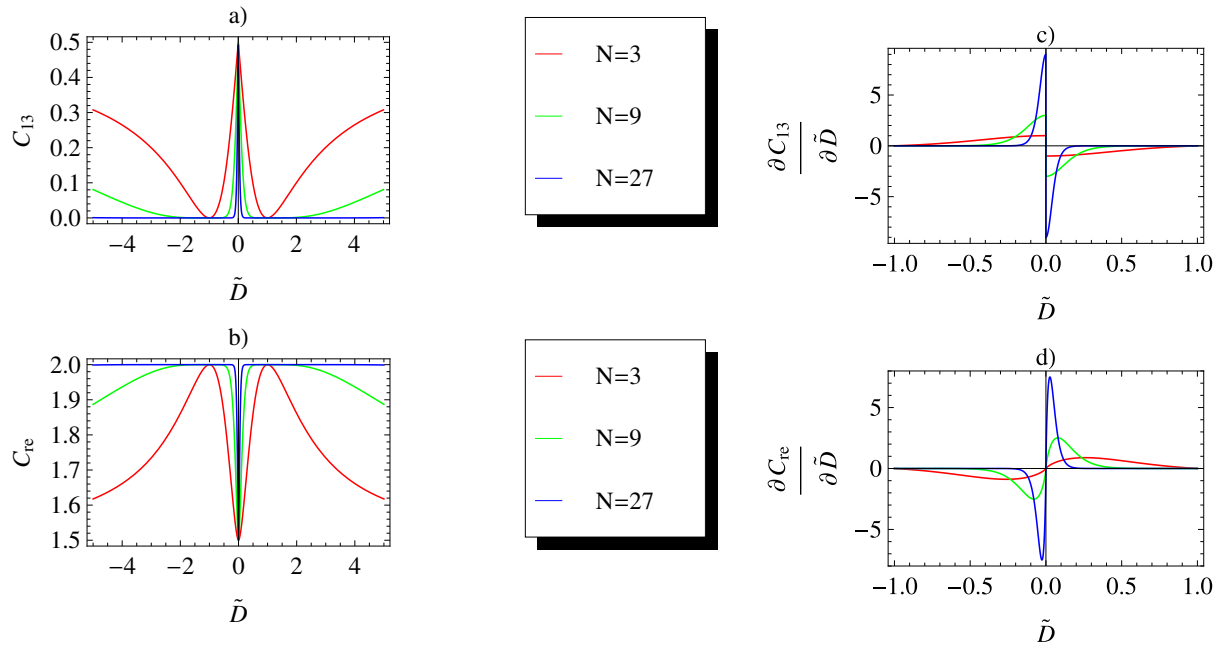 a)
0.5
0.4
0.3
0.2
0.1
0.0
C13
−4 −2 0 2 4
D̃
N=3
N=9
N=27
c)
5
0
−5
∂C13
∂D̃
−1.0 −0.5 0.0 0.5 1.0
D̃
b)
2.0
1.9
1.8
1.7
1.6
1.5
Cre
−4 −2 0 2 4
D̃
N=3
N=9
N=27
d)
5
0
−5
∂Cre
∂D̃
−1.0 −0.5 0.0 0.5 1.0
D̃